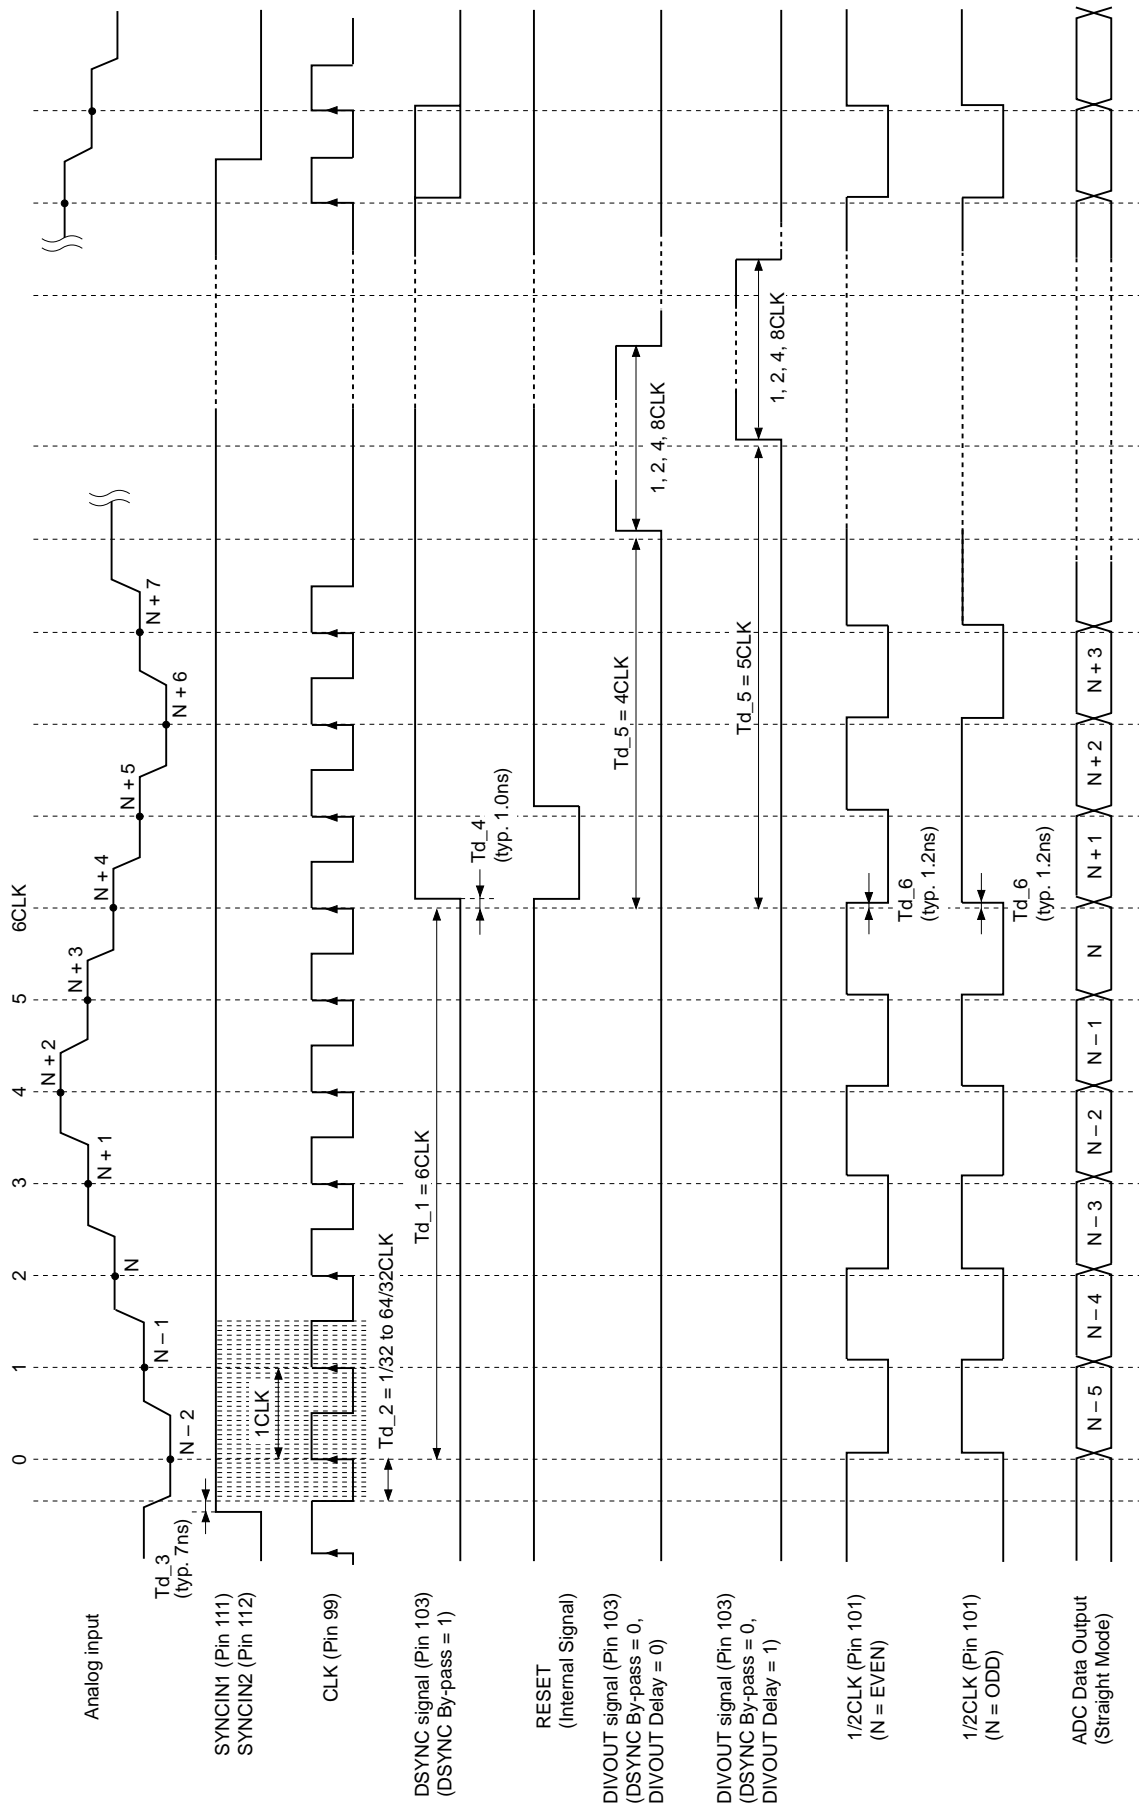 0
1
2
3
4
5
6CLK
Analog input
N – 2
N – 1
N
N + 1
N + 2
N + 3
N + 4
N + 5
N + 6
N + 7
Td_3
(typ. 7ns)
SYNCIN1 (Pin 111)
SYNCIN2 (Pin 112)
1CLK
CLK (Pin 99)
Td_2 = 1/32 to 64/32CLK
DSYNC signal (Pin 103)
(DSYNC By-pass = 1)
Td_1 = 6CLK
Td_4
(typ. 1.0ns)
RESET
(Internal Signal)
DIVOUT signal (Pin 103)
(DSYNC By-pass = 0,
DIVOUT Delay = 0)
Td_5 = 4CLK
1, 2, 4, 8CLK
DIVOUT signal (Pin 103)
(DSYNC By-pass = 0,
DIVOUT Delay = 1)
Td_5 = 5CLK
1, 2, 4, 8CLK
1/2CLK (Pin 101)
(N = EVEN)
Td_6
(typ. 1.2ns)
1/2CLK (Pin 101)
(N = ODD)
Td_6
(typ. 1.2ns)
ADC Data Output
(Straight Mode)
N – 5
N – 4
N – 3
N – 2
N – 1
N
N + 1
N + 2
N + 3